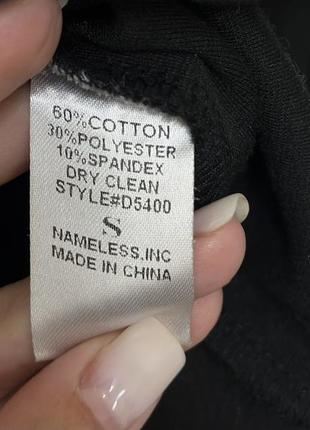 60%COTTON
30%POLYESTER
10%SPANDEX
DRY CLEAN
STYLE#D5400
S
NAMELESS,INC
MADE IN CHINA